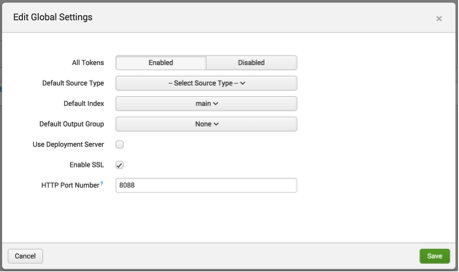 Edit Global Settings ×
All Tokens Enabled Disabled
Default Source Type -- Select Source Type --
Default Index main
Default Output Group None
Use Deployment Server
Enable SSL
HTTP Port Number ? 8088
Cancel Save